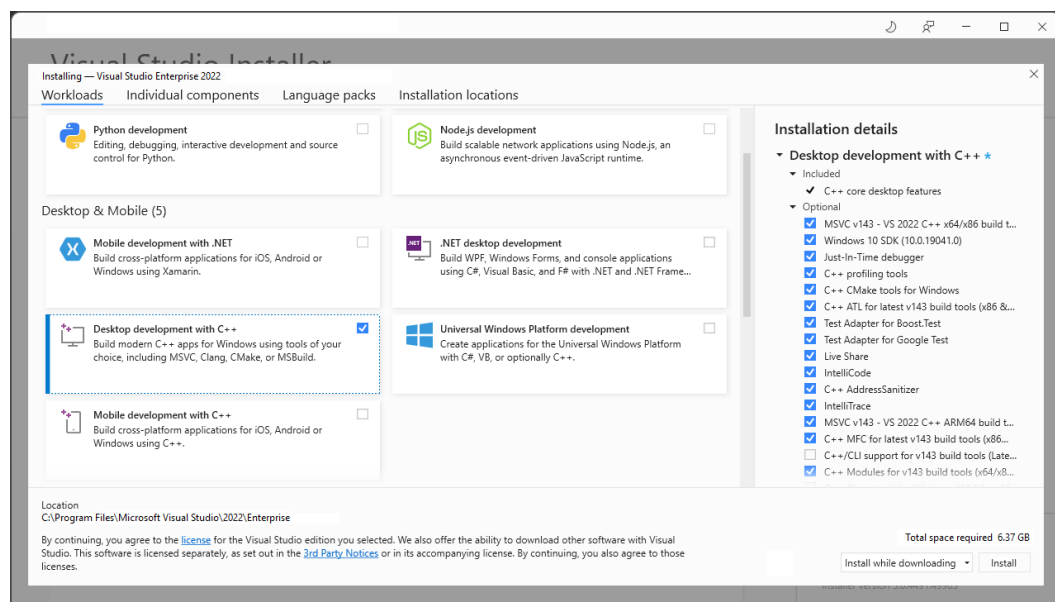 Visual Studio Installer
Installing — Visual Studio Enterprise 2022
Workloads Individual components Language packs Installation locations
Python development
Editing, debugging, interactive development and source
control for Python.
JS
Node.js development
Build scalable network applications using Node.js, an
asynchronous event-driven JavaScript runtime.
Desktop & Mobile (5)
Mobile development with .NET
Build cross-platform applications for iOS, Android or
Windows using Xamarin.
.NET
.NET desktop development
Build WPF, Windows Forms, and console applications
using C#, Visual Basic, and F# with .NET and .NET Frame...
Desktop development with C++
Build modern C++ apps for Windows using tools of your
choice, including MSVC, Clang, CMake, or MSBuild.
Universal Windows Platform development
Create applications for the Universal Windows Platform
with C#, VB, or optionally C++.
Mobile development with C++
Build cross-platform applications for iOS, Android or
Windows using C++.
Installation details
Desktop development with C++ *
Included
C++ core desktop features
Optional
MSVC v143 - VS 2022 C++ x64/x86 build t...
Windows 10 SDK (10.0.19041.0)
Just-In-Time debugger
C++ profiling tools
C++ CMake tools for Windows
C++ ATL for latest v143 build tools (x86 &...
Test Adapter for Boost.Test
Test Adapter for Google Test
Live Share
IntelliCode
C++ AddressSanitizer
IntelliTrace
MSVC v143 - VS 2022 C++ ARM64 build t...
C++ MFC for latest v143 build tools (x86...
C++/CLI support for v143 build tools (Late...
C++ Modules for v143 build tools (x64/x8...
Location
C:\Program Files\Microsoft Visual Studio\2022\Enterprise
By continuing, you agree to the license for the Visual Studio edition you selected. We also offer the ability to download other software with Visual
Studio. This software is licensed separately, as set out in the 3rd Party Notices or in its accompanying license. By continuing, you also agree to those
licenses.
Total space required 6.37 GB
Install while downloading Install